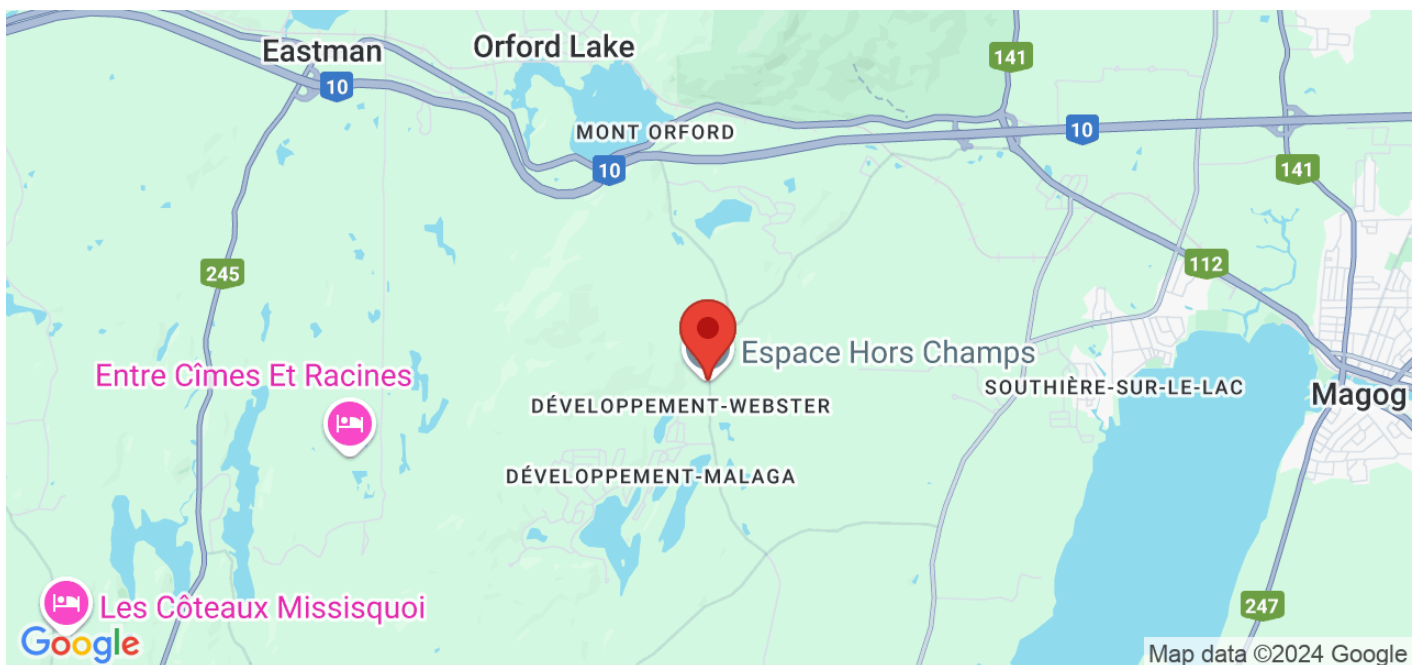 Eastman
Orford Lake
141
10
10
MONT ORFORD
10
141
245
112
Espace Hors Champs
Entre Cîmes Et Racines
SOUTHIÈRE-SUR-LE-LAC
Magog
DÉVELOPPEMENT-WEBSTER
DÉVELOPPEMENT-MALAGA
Les Côteaux Missisquoi
247
Google
Map data ©2024 Google